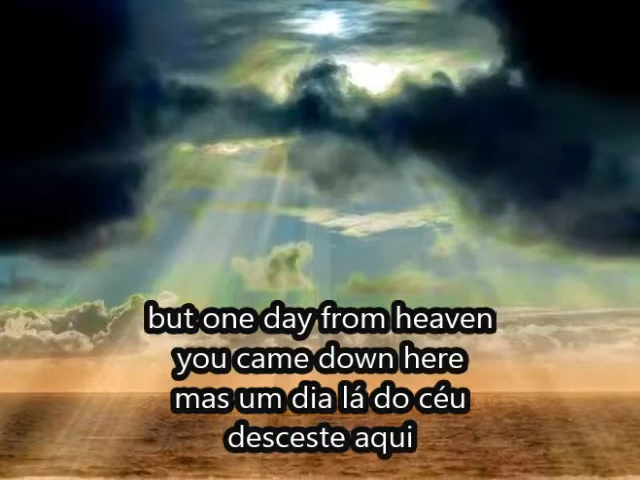 but one day from heaven
you came down here
mas um dia lá do céu
desceste aqui